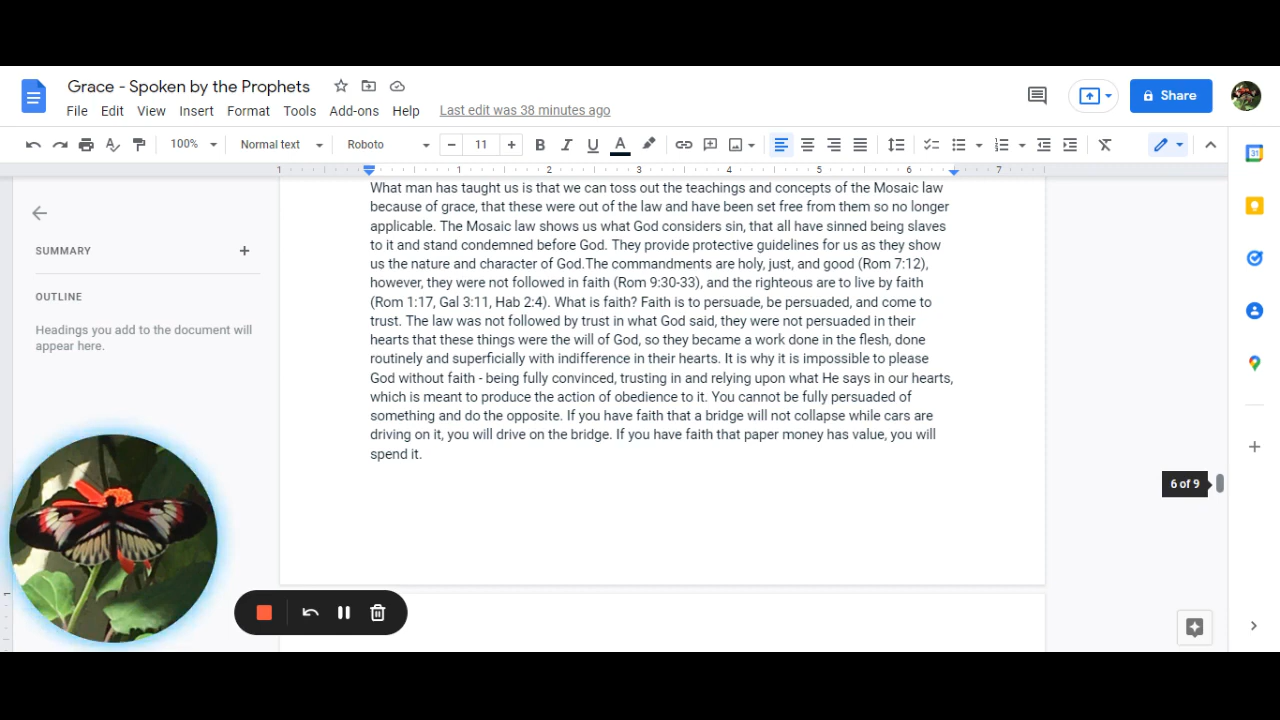 Grace - Spoken by the Prophets
File Edit View Insert Format Tools Add-ons Help Last edit was 38 minutes ago
Share
100% Normal text Roboto 11
1 1 2 3 4 5 6 7
SUMMARY
OUTLINE
Headings you add to the document will
appear here.
What man has taught us is that we can toss out the teachings and concepts of the Mosaic law
because of grace, that these were out of the law and have been set free from them so no longer
applicable. The Mosaic law shows us what God considers sin, that all have sinned being slaves
to it and stand condemned before God. They provide protective guidelines for us as they show
us the nature and character of God.The commandments are holy, just, and good (Rom 7:12),
however, they were not followed in faith (Rom 9:30-33), and the righteous are to live by faith
(Rom 1:17, Gal 3:11, Hab 2:4). What is faith? Faith is to persuade, be persuaded, and come to
trust. The law was not followed by trust in what God said, they were not persuaded in their
hearts that these things were the will of God, so they became a work done in the flesh, done
routinely and superficially with indifference in their hearts. It is why it is impossible to please
God without faith - being fully convinced, trusting in and relying upon what He says in our hearts,
which is meant to produce the action of obedience to it. You cannot be fully persuaded of
something and do the opposite. If you have faith that a bridge will not collapse while cars are
driving on it, you will drive on the bridge. If you have faith that paper money has value, you will
spend it.
6 of 9
31
1